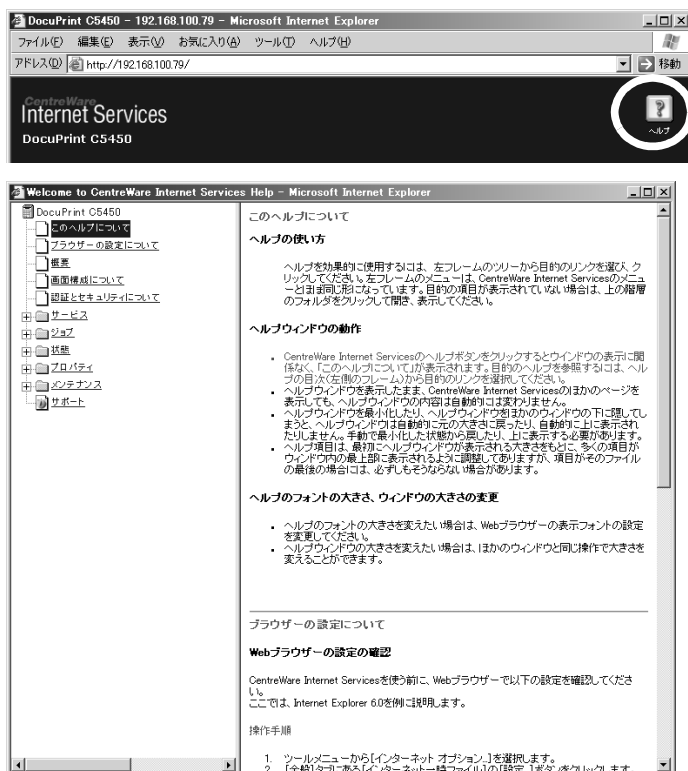 DocuPrint C5450 - 192.168.100.79 - Microsoft Internet Explorer
ファイル(F) 編集(E) 表示(V) お気に入り(A) ツール(T) ヘルプ(H)
アドレス(D) http://192.168.100.79/ 移動
CentreWare
Internet Services
DocuPrint C5450
ヘルプ
Welcome to CentreWare Internet Services Help - Microsoft Internet Explorer
DocuPrint C5450
このヘルプについて
ブラウザーの設定について
概要
画面構成について
認証とセキュリティについて
サービス
ジョブ
状態
プロパティ
メンテナンス
サポート
このヘルプについて
ヘルプの使い方
ヘルプを効果的に使用するには、左フレームのツリーから目的のリンクを選び、ク
リックしてください。左フレームのメニューは、CentreWare Internet Servicesのメニュ
ーとほぼ同じ形になっています。目的の項目が表示されていない場合は、上の階層
のフォルダをクリックして開き、表示してください。
ヘルプウィンドウの動作
CentreWare Internet Servicesのヘルプボタンをクリックするとウインドウの表示に関
係なく、「このヘルプについて」が表示されます。目的のヘルプを参照するには、ヘル
プの目次(左側のフレーム)から目的のリンクを選択してください。
ヘルプウィンドウを表示したまま、CentreWare Internet Servicesのほかのページを
表示しても、ヘルプウィンドウの内容は自動的には変わりません。
ヘルプウィンドウを最小化したり、ヘルプウィンドウをほかのウィンドウの下に隠してし
まうと、ヘルプウィンドウは自動的に元の大きさに戻ったり、自動的に上に表示され
たりしません。手動で最小化した状態から戻したり、上に表示する必要があります。
ヘルプ項目は、最初にヘルプウィンドウが表示される大きさをもとに、多くの項目が
ウィンドウ内の最上部に表示されるように調整してありますが、項目がそのファイル
の最後の場合には、必ずしもそうならない場合があります。
ヘルプのフォントの大きさ、ウィンドウの大きさの変更
ヘルプのフォントの大きさを変えたい場合は、Webブラウザーの表示フォントの設定
を変更してください。
ヘルプウィンドウの大きさを変えたい場合は、ほかのウィンドウと同じ操作で大きさを
変えることができます。
ブラウザーの設定について
Webブラウザーの設定の確認
CentreWare Internet Servicesを使う前に、Webブラウザーで以下の設定を確認してくださ
い。
ここでは、Internet Explorer 6.0を例に説明します。
操作手順
1. ツールメニューから[インターネット オプション...]を選択します。
2. [全般]タブにある[インターネット一時ファイル]の[設定...]ボタンをクリックします。